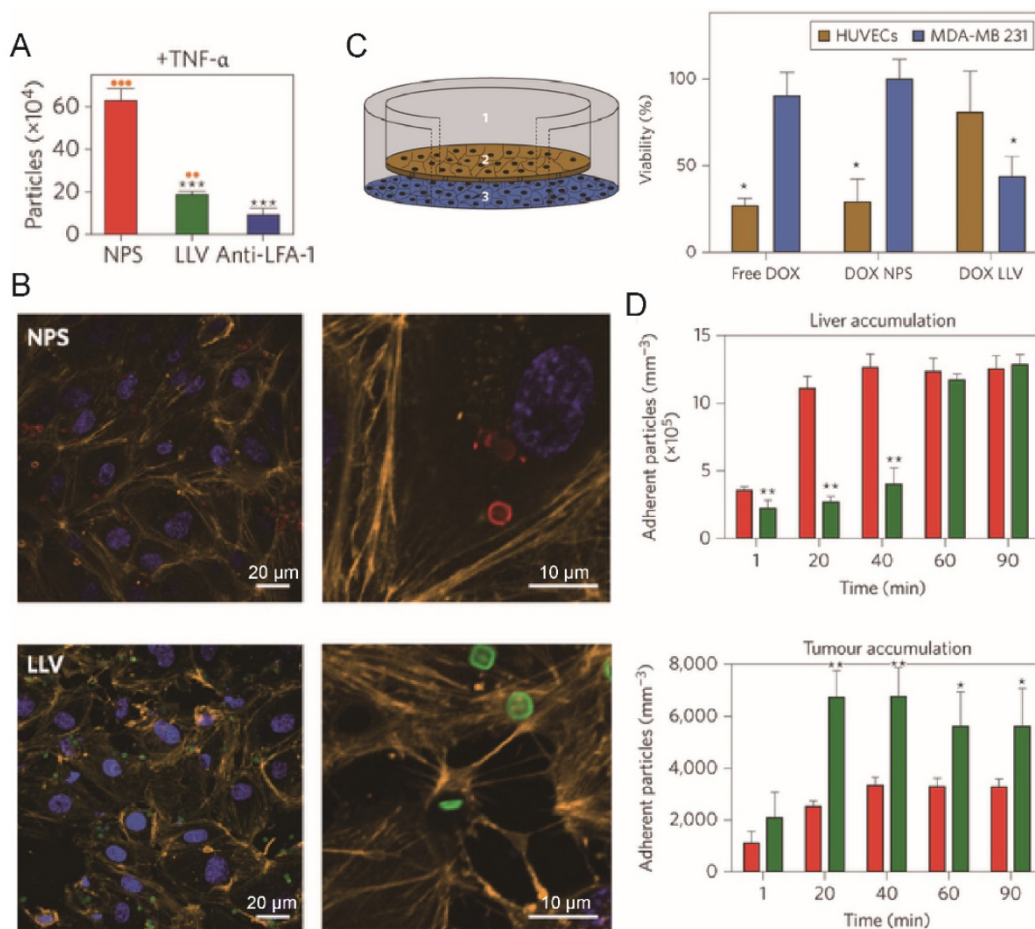 A
+TNF-α
Particles (×10⁴)
60
40
20
0
●●●
●●
***
***
NPS
LLV
Anti-LFA-1
C
1
2
3
HUVECs
MDA-MB 231
Viability (%)
100
50
0
*
*
*
Free DOX
DOX NPS
DOX LLV
B
NPS
20 µm
10 µm
LLV
20 µm
10 µm
D
Liver accumulation
Adherent particles (mm⁻³)
(×10⁵)
15
10
5
0
**
**
**
1
20
40
60
90
Time (min)
Tumour accumulation
Adherent particles (mm⁻³)
8,000
6,000
4,000
2,000
0
**
**
*
*
1
20
40
60
90
Time (min)